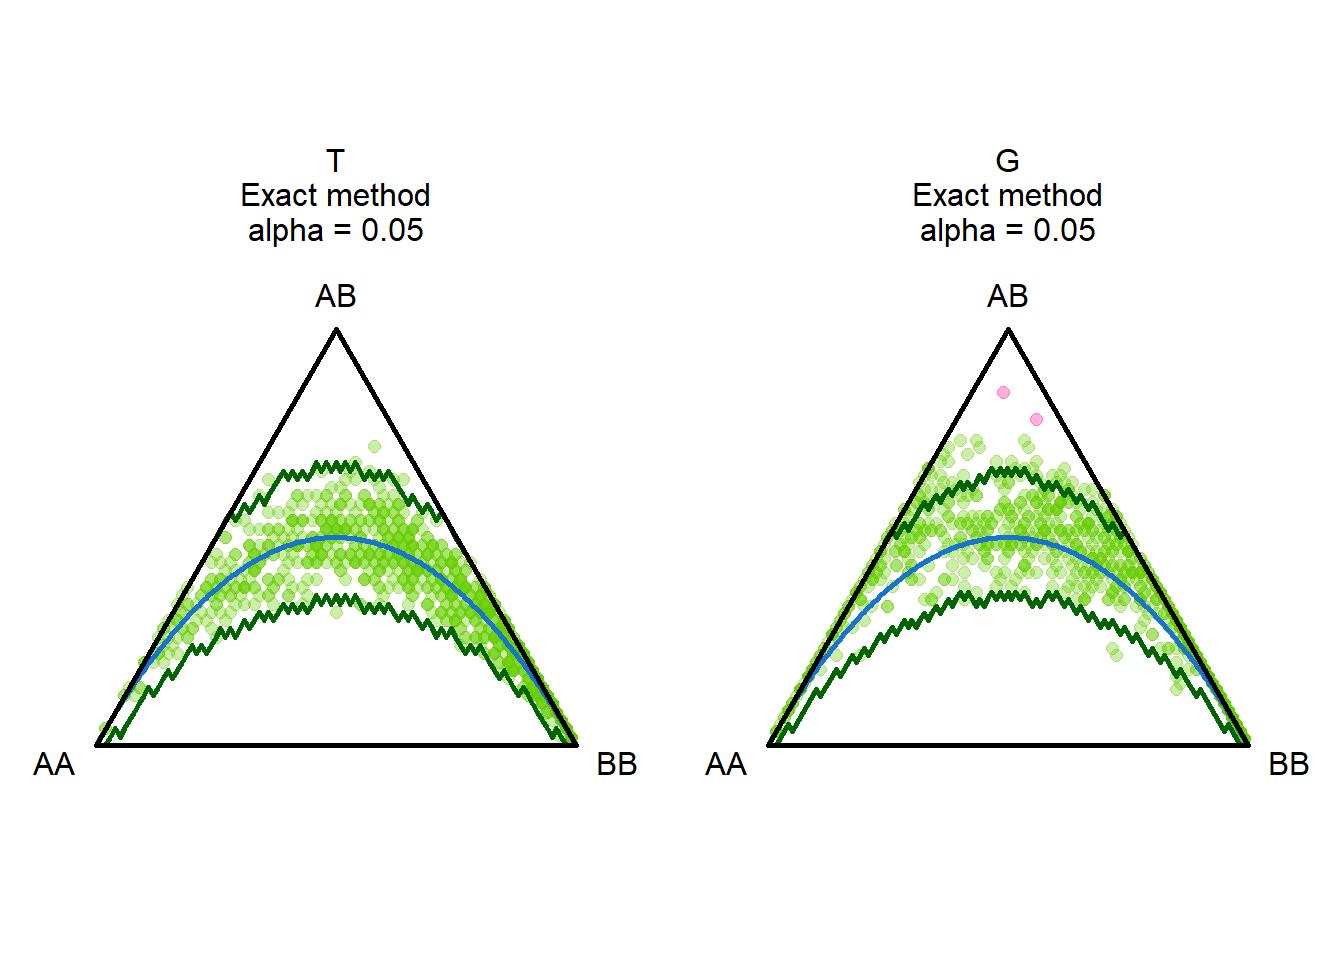 T
Exact method
alpha = 0.05
AB
AA
BB
G
Exact method
alpha = 0.05
AB
AA
BB